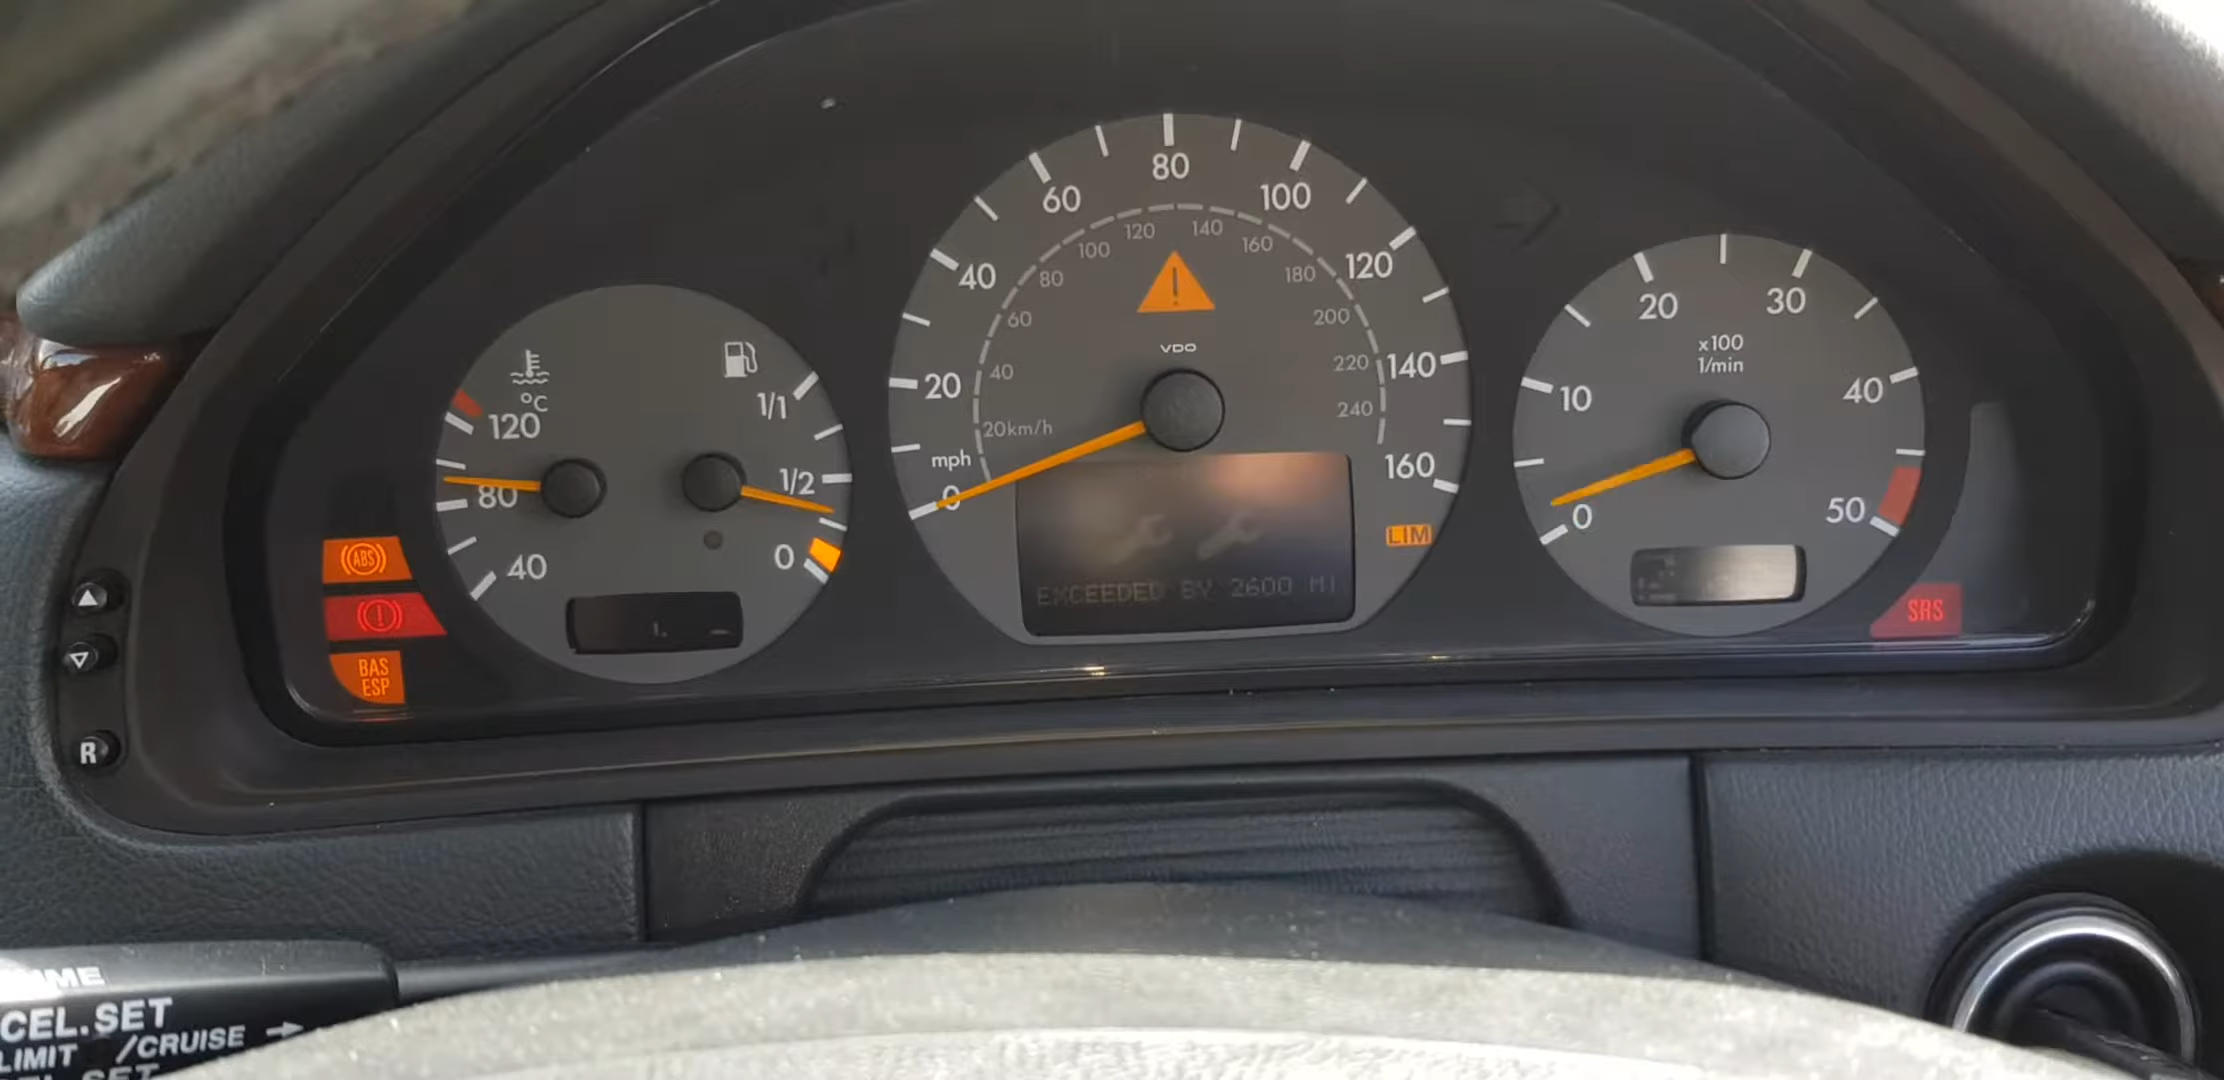 60
80
100
40
120
20
140
mph
0
160
120
140
100
160
80
180
60
200
40
220
20km/h
240
VDO
LIM
EXCEEDED BY 2600 MI
°C
120
80
40
1/1
1/2
0
20
30
x100
1/min
10
40
0
50
ABS
BAS
ESP
SRS
R
CEL.SET
LIMIT /CRUISE →